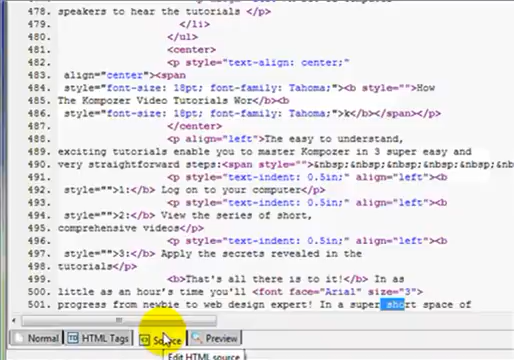 478. speakers to hear the tutorials </p>
479. </li>
480. </ul>
481. <center>
482. <p style="text-align: center;"
483. align="center"><span
484. style="font-size: 18pt; font-family: Tahoma;"><b style="">How
485. The Kompozer Video Tutorials Wor</b><b
486. style="font-size: 18pt; font-family: Tahoma;">k</b></span></p>
487. </center>
488. <p align="left">The easy to understand,
489. exciting tutorials enable you to master Kompozer in 3 super easy and
490. very straightforward steps:<span style="">&nbsp;&nbsp;&nbsp;&nbsp;&nbsp;
491. <p style="text-indent: 0.5in;" align="left"><b
492. style="">1:</b> Log on to your computer</p>
493. <p style="text-indent: 0.5in;" align="left"><b
494. style="">2:</b> View the series of short,
495. comprehensive videos</p>
496. <p style="text-indent: 0.5in;" align="left"><b
497. style="">3:</b> Apply the secrets revealed in the
498. tutorials</p>
499. <b>That's all there is to it!</b> In as
500. little as an hour's time you'll <font face="Arial" size="3">
501. progress from newbie to web design expert! In a super short space of
Normal HTML Tags Source Preview
Edit HTML source